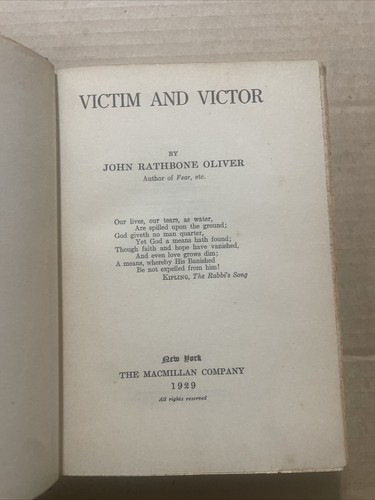 VICTIM AND VICTOR
BY
JOHN RATHBONE OLIVER
Author of Fear, etc.
Our lives, our tears, as water,
Are spilled upon the ground;
God giveth no man quarter,
Yet God a means hath found;
Though faith and hope have vanished,
And even love grows dim;
A means, whereby His Banished
Be not expelled from him!
KIPLING, The Rabbi's Song
New York
THE MACMILLAN COMPANY
1929
All rights reserved